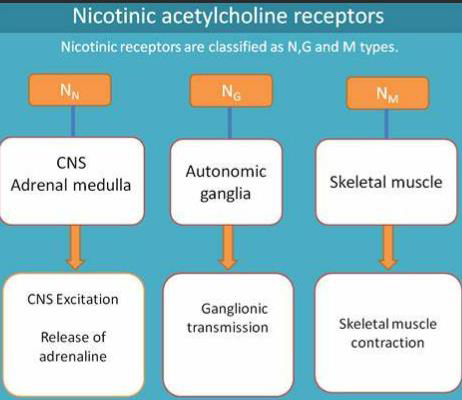 Nicotinic acetylcholine receptors
Nicotinic receptors are classified as N,G and M types.
N_N
N_G
N_M
CNS
Adrenal medulla
Autonomic
ganglia
Skeletal muscle
CNS Excitation
Release of
adrenaline
Ganglionic
transmission
Skeletal muscle
contraction